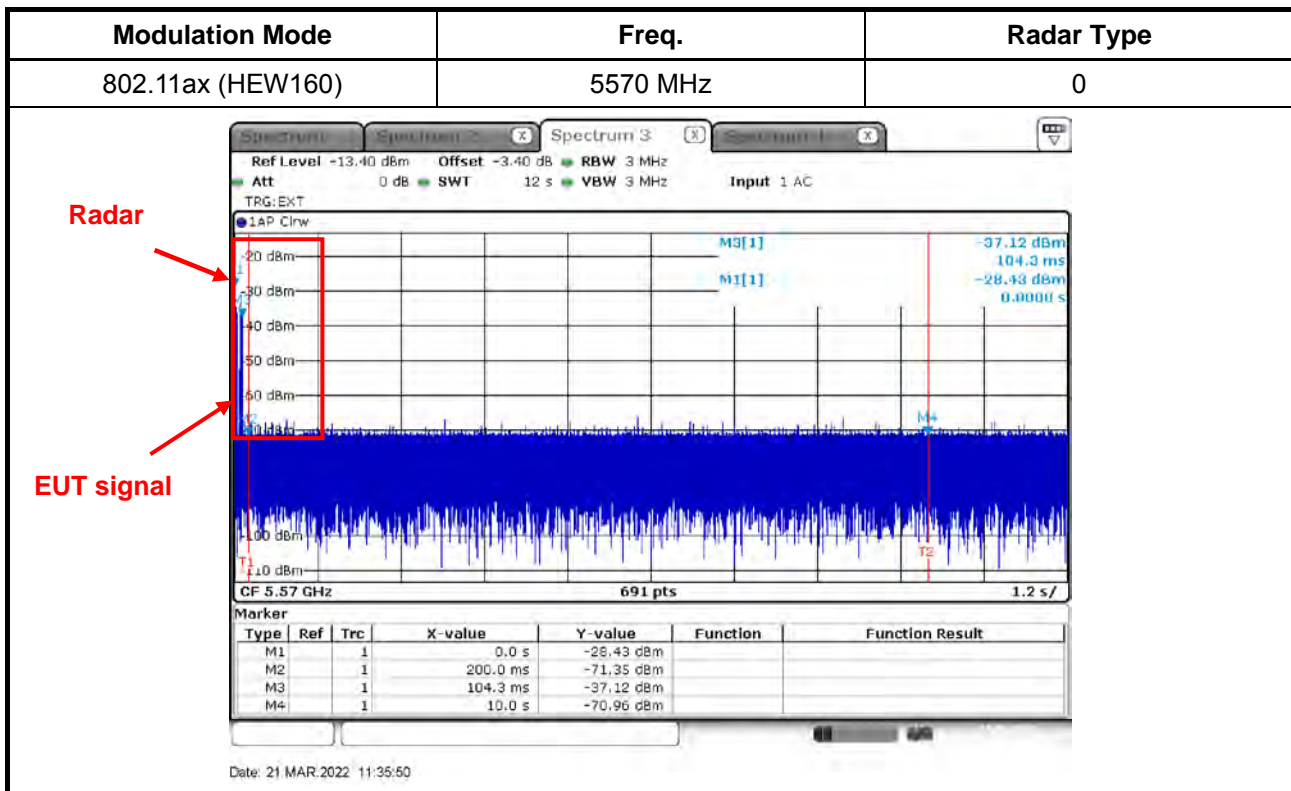 Modulation Mode Freq. Radar Type
802.11ax (HEW160) 5570 MHz 0
Spectrum Spectrum 2 X Spectrum 3 X X
Ref Level -13.40 dBm Offset -3.40 dB RBW 3 MHz
Att 0 dB SWT 12 s VBW 3 MHz Input 1 AC
TRG:EXT
1AP Clrw
Radar
M3[1] -37.12 dBm
-20 dBm
104.3 ms
M1[1] -28.43 dBm
-30 dBm
0.0000 s
-40 dBm
-50 dBm
-60 dBm
M4
EUT signal
-100 dBm
T1 T2
-110 dBm
CF 5.57 GHz 691 pts 1.2 s/
Marker
Type Ref Trc X-value Y-value Function Function Result
M1 1 0.0 s -28.43 dBm
M2 1 200.0 ms -71.35 dBm
M3 1 104.3 ms -37.12 dBm
M4 1 10.0 s -70.96 dBm
Date: 21 MAR.2022 11:35:50